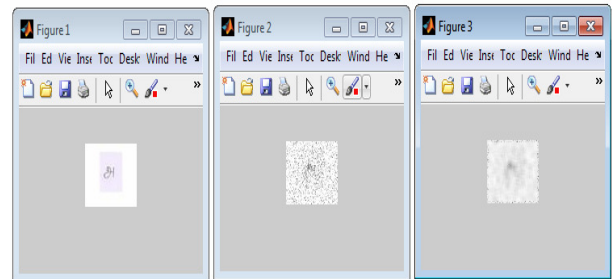 Figure 1
Fil Ed Vie Inse Toc Desk Wind He
Figure 2
Fil Ed Vie Inse Toc Desk Wind He
Figure 3
Fil Ed Vie Inse Toc Desk Wind He